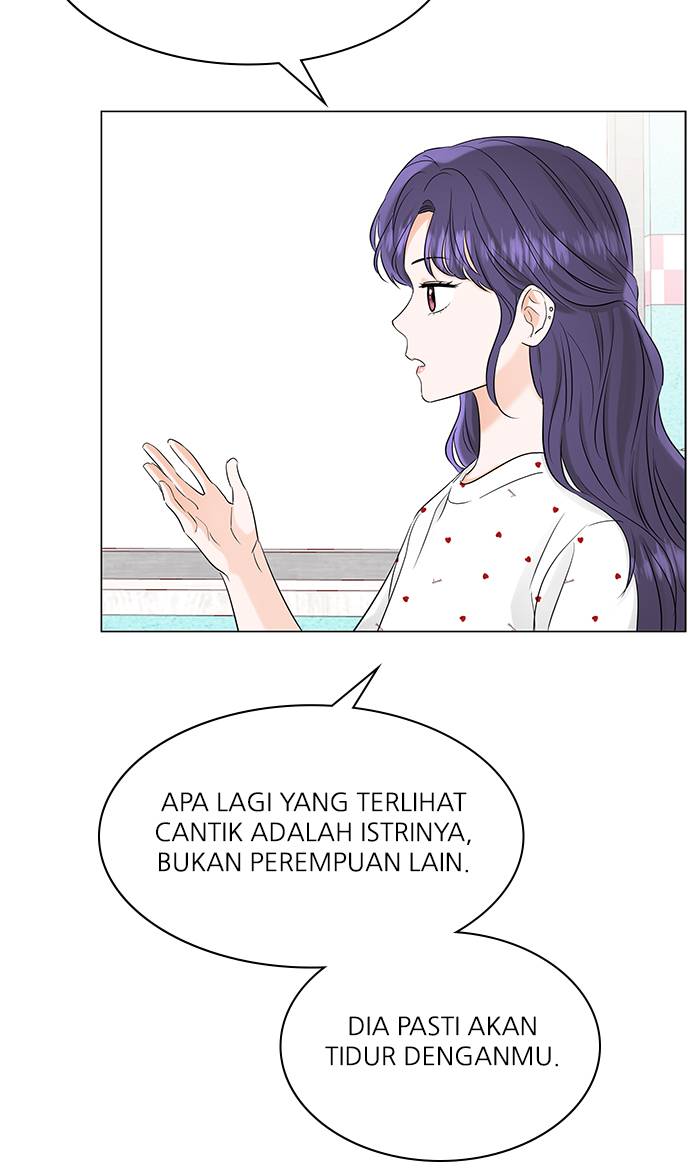 APA LAGI YANG TERLIHAT
CANTIK ADALAH ISTRINYA,
BUKAN PEREMPUAN LAIN.
DIA PASTI AKAN
TIDUR DENGANMU.